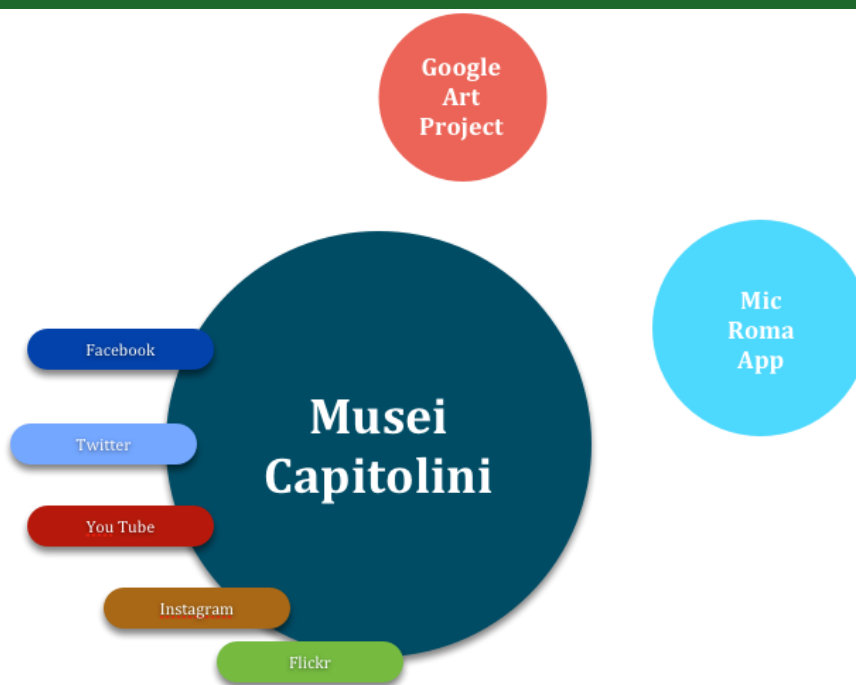 Google
Art
Project
Mic
Roma
App
Musei
Capitolini
Facebook
Twitter
You Tube
Instagram
Flickr